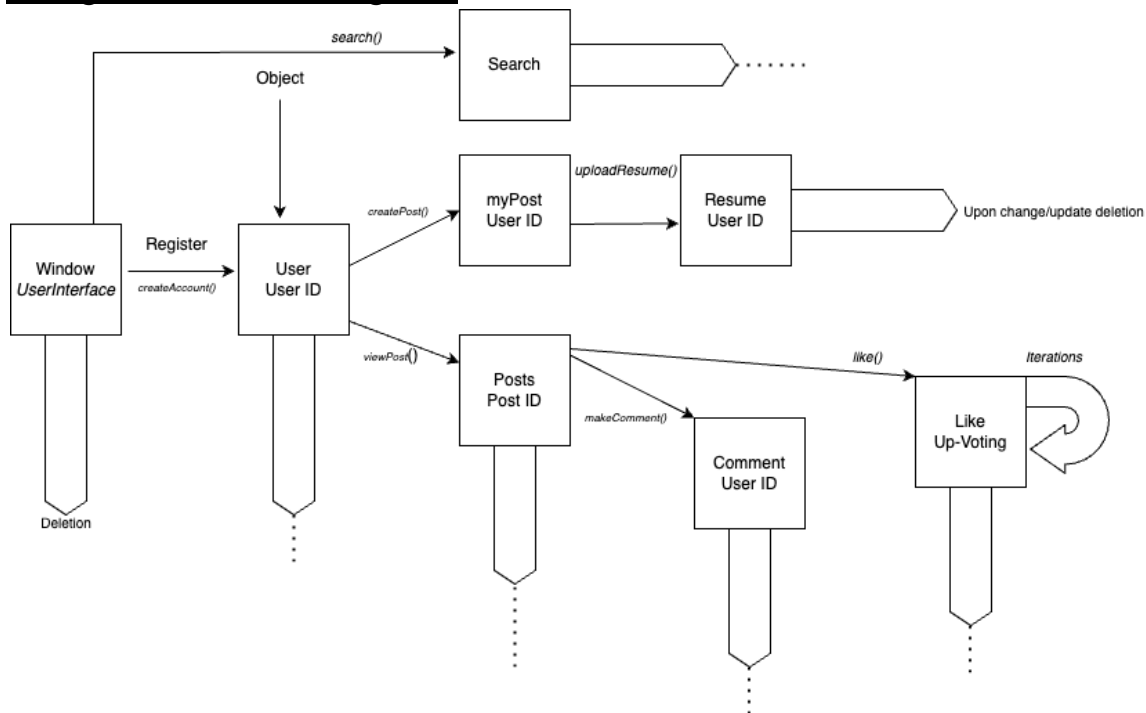 search()
Search
Object
uploadResume()
myPost
User ID
Resume
User ID
createPost()
Upon change/update deletion
Register
Window
UserInterface
createAccount()
User
User ID
viewPost()
Posts
Post ID
like()
Iterations
makeComment()
Like
Up-Voting
Comment
User ID
Deletion